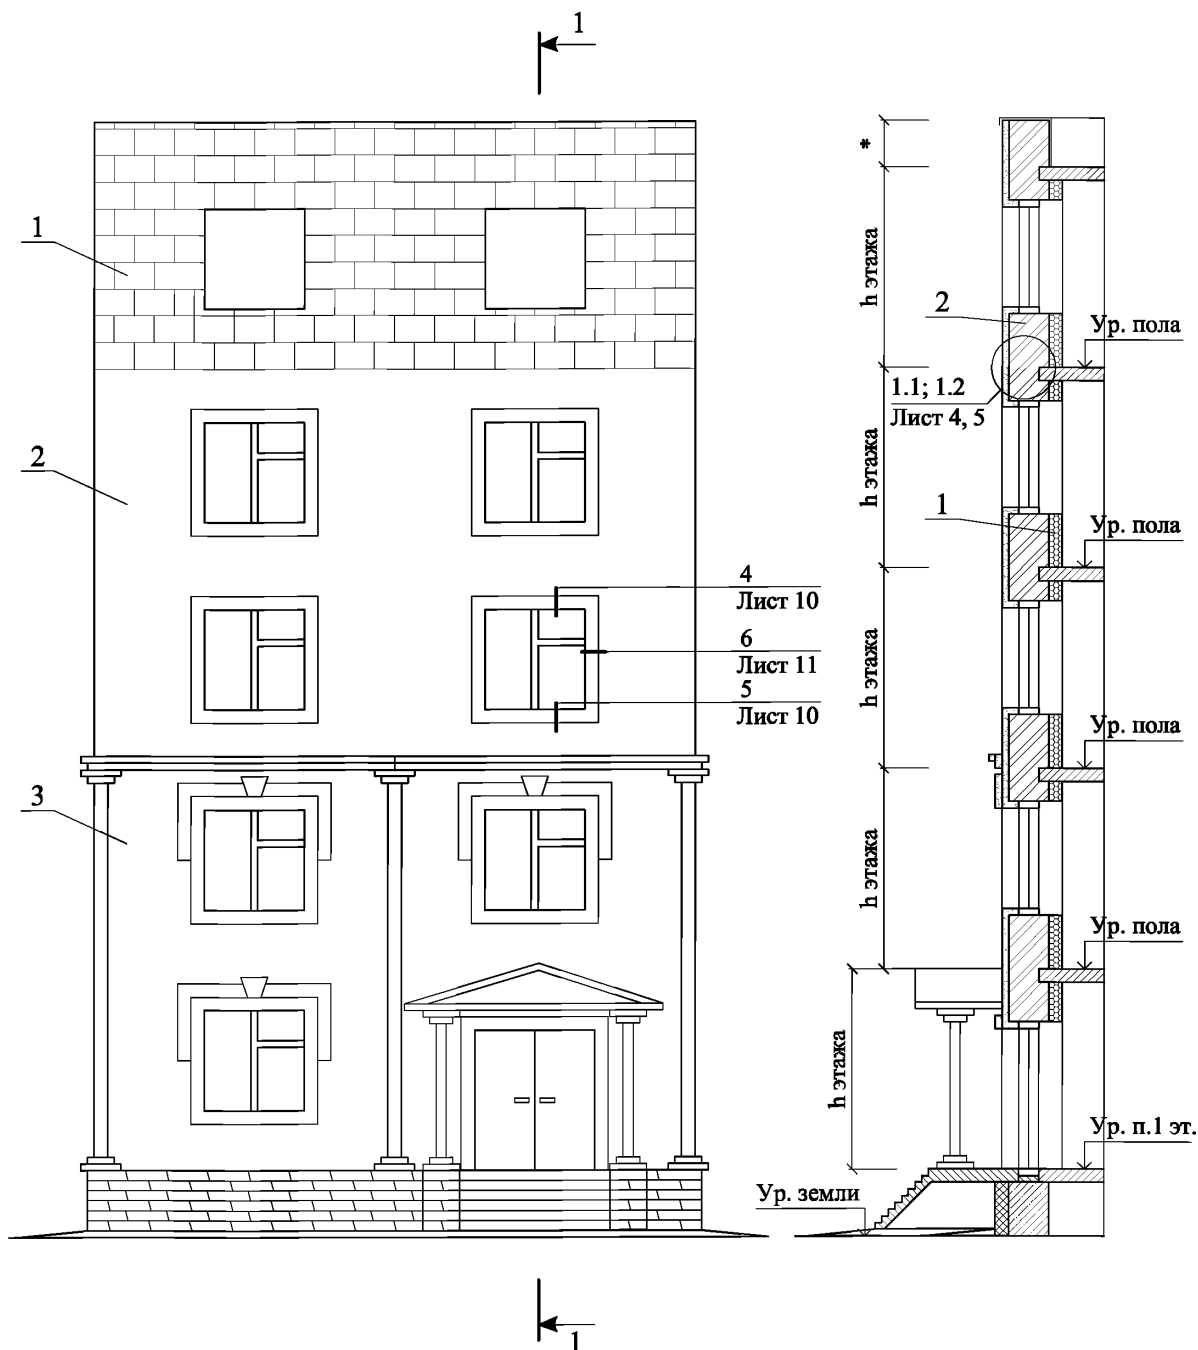 1
1
2
3
4
Лист 10
6
Лист 11
5
Лист 10
1
*
h этажа
h этажа
h этажа
h этажа
h этажа
2
1.1; 1.2
Лист 4, 5
1
Ур. пола
Ур. пола
Ур. пола
Ур. пола
Ур. п.1 эт.
Ур. земли